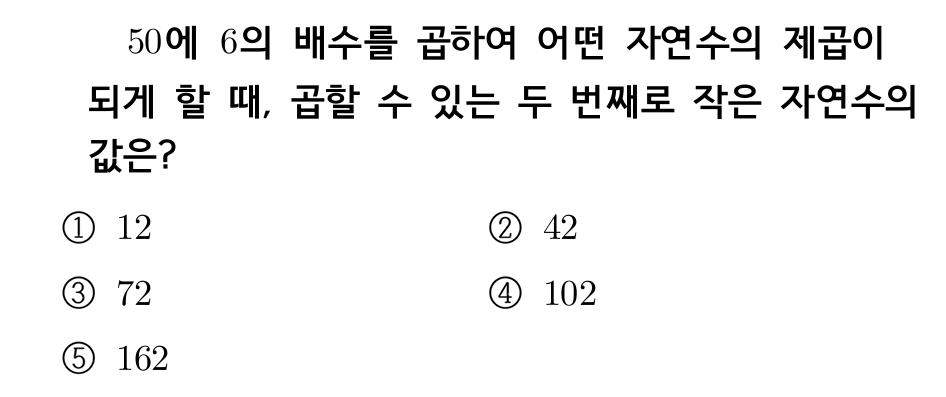 50에 6의 배수를 곱하여 어떤 자연수의 제곱이
되게 할 때, 곱할 수 있는 두 번째로 작은 자연수의
값은?
① 12 ② 42
③ 72 ④ 102
⑤ 162